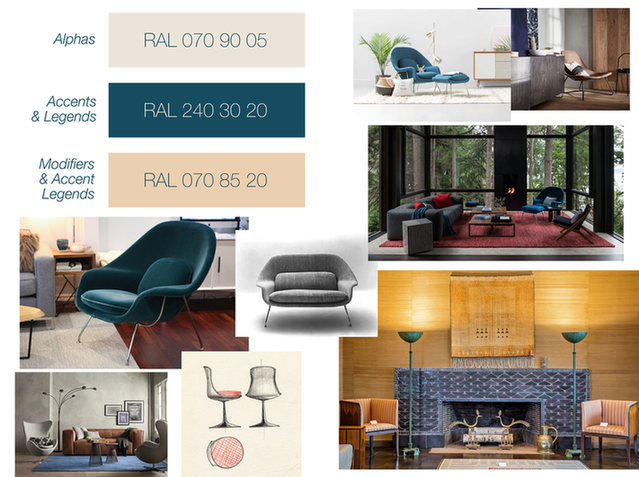 Alphas
RAL 070 90 05
Accents
& Legends
RAL 240 30 20
Modifiers
& Accent
Legends
RAL 070 85 20